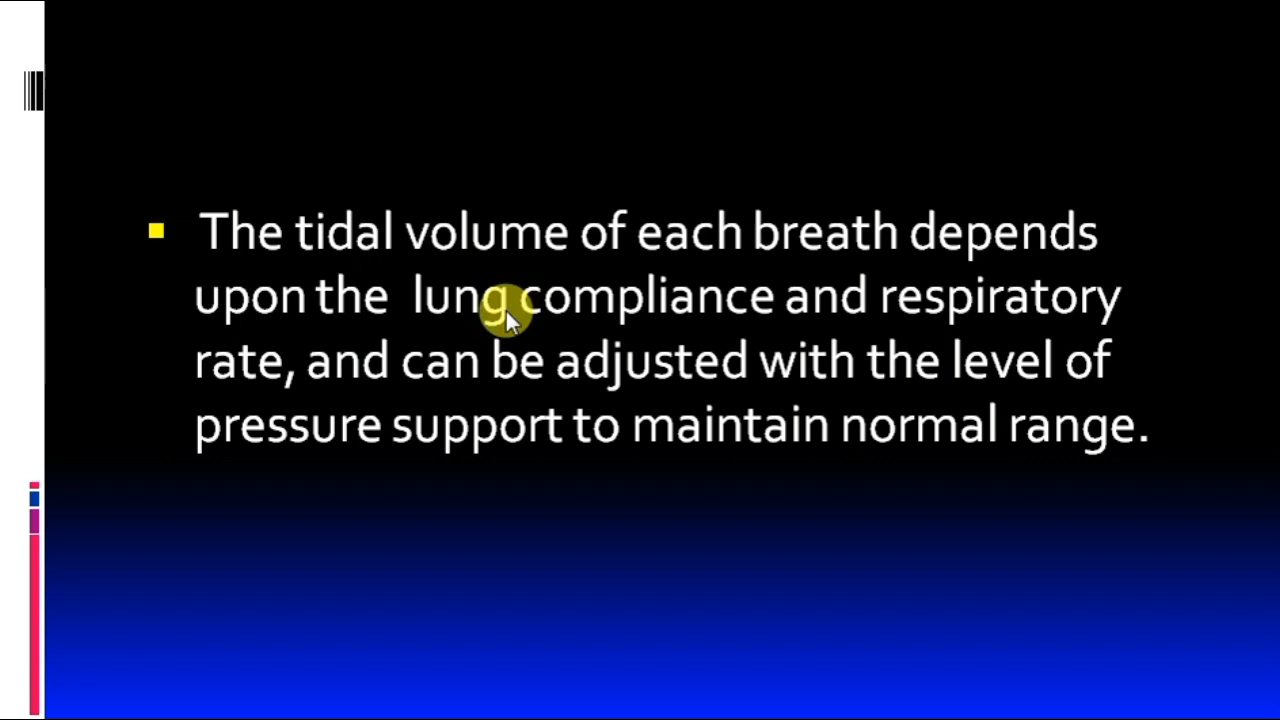 The tidal volume of each breath depends
upon the lung compliance and respiratory
rate, and can be adjusted with the level of
pressure support to maintain normal range.